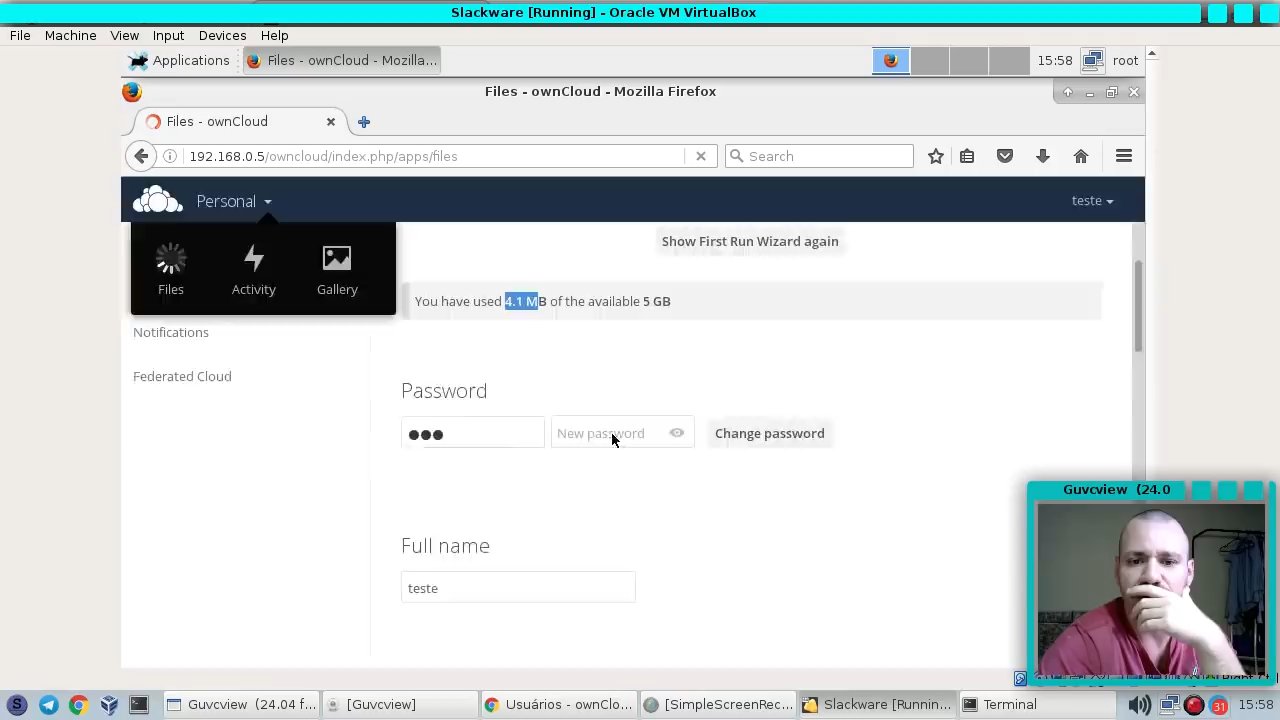 Slackware [Running] - Oracle VM VirtualBox
File Machine View Input Devices Help
Applications
Files - ownCloud - Mozilla...
15:58
root
Files - ownCloud - Mozilla Firefox
Files - ownCloud
192.168.0.5/owncloud/index.php/apps/files
Search
Personal
teste
Files
Activity
Gallery
Show First Run Wizard again
You have used 4.1 MB of the available 5 GB
Notifications
Federated Cloud
Password
New password
Change password
Full name
teste
Guvcview (24.0
Guvcview (24.04 f...
[Guvcview]
Usuários - ownClo...
[SimpleScreenRec...
Slackware [Runnin...
Terminal
31
15:58